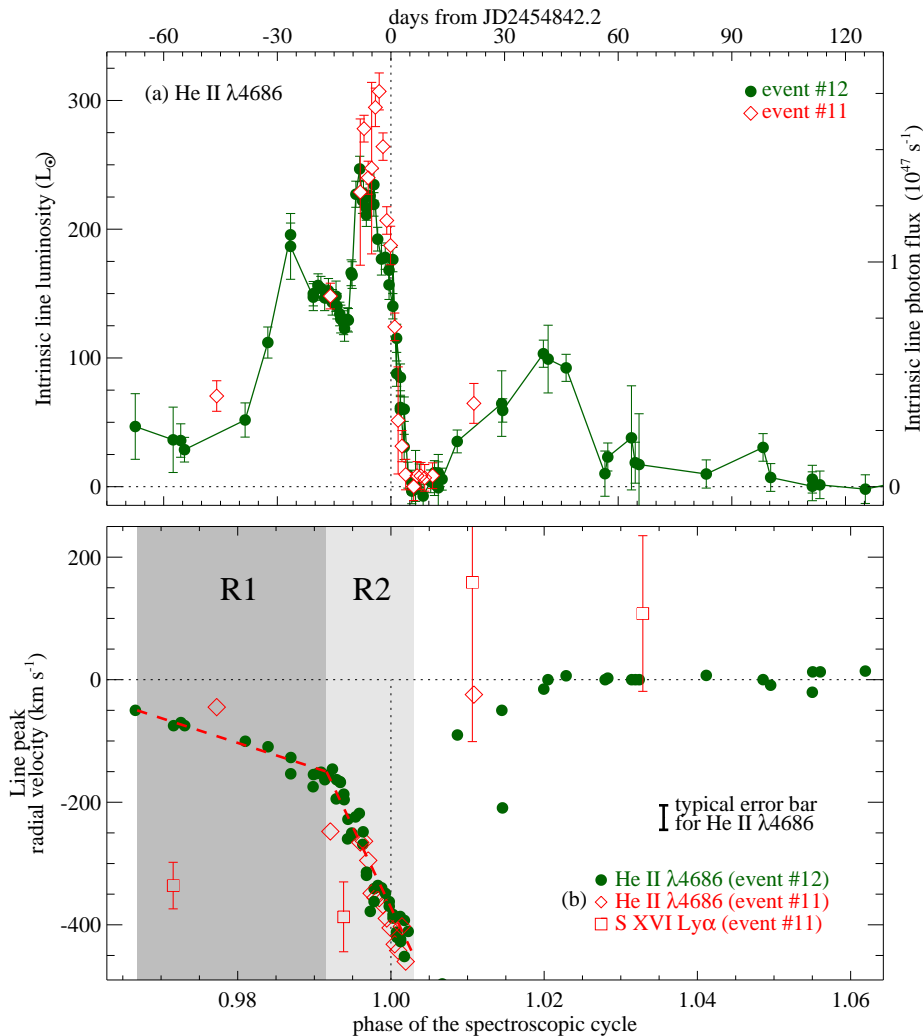 days from JD2454842.2
-60 -30 0 30 60 90 120
(a) He II λ4686
event #12
event #11
300
200
100
0
Intrinsic line luminosity (L☉)
1
0
Intrinsic line photon flux (10⁴⁷ s⁻¹)
R1 R2
200
0
-200
-400
Line peak
radial velocity (km s⁻¹)
typical error bar
for He II λ4686
(b)
He II λ4686 (event #12)
He II λ4686 (event #11)
S XVI Lyα (event #11)
0.98 1.00 1.02 1.04 1.06
phase of the spectroscopic cycle